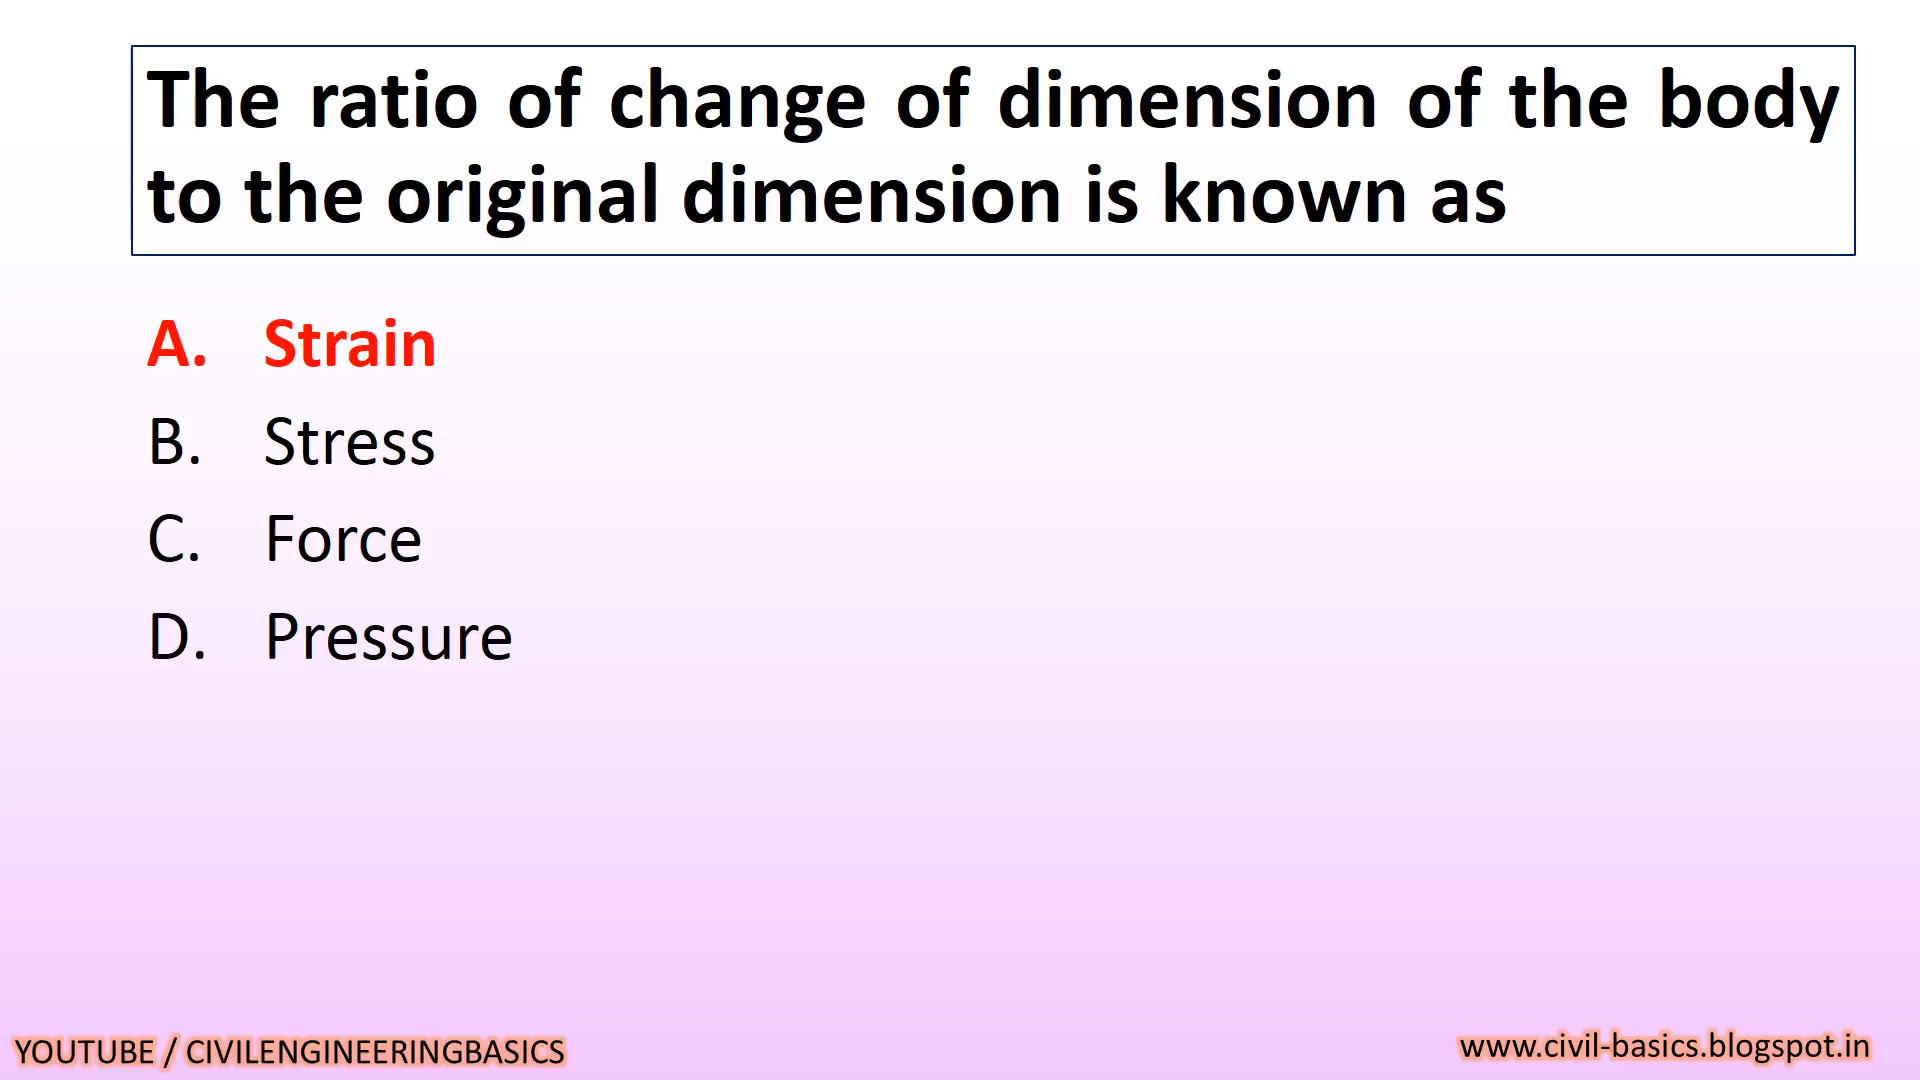 The ratio of change of dimension of the body
to the original dimension is known as
A. Strain
B. Stress
C. Force
D. Pressure
YOUTUBE / CIVILENGINEERINGBASICS
www.civil-basics.blogspot.in